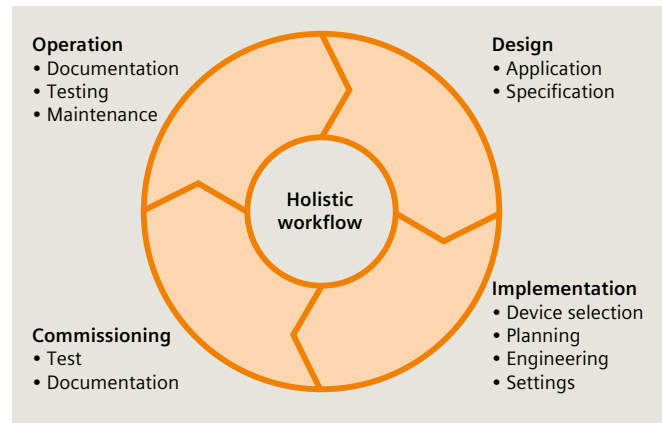 Operation
• Documentation
• Testing
• Maintenance
Design
• Application
• Specification
Holistic
workflow
Commissioning
• Test
• Documentation
Implementation
• Device selection
• Planning
• Engineering
• Settings